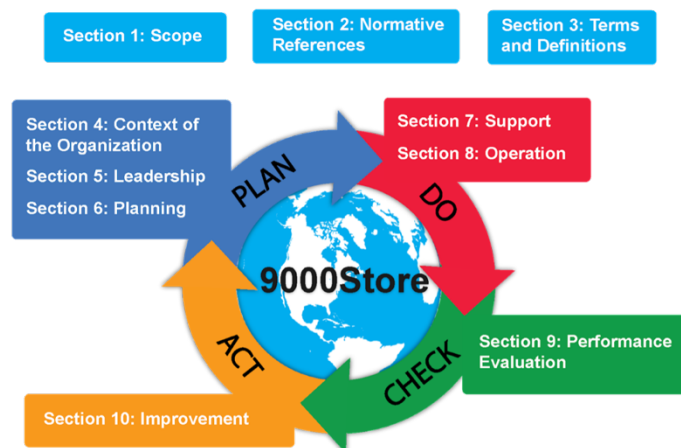 Section 1: Scope
Section 2: Normative
References
Section 3: Terms
and Definitions
Section 4: Context of
the Organization
Section 5: Leadership
Section 6: Planning
Section 7: Support
Section 8: Operation
PLAN
DO
9000Store
ACT
CHECK
Section 9: Performance
Evaluation
Section 10: Improvement